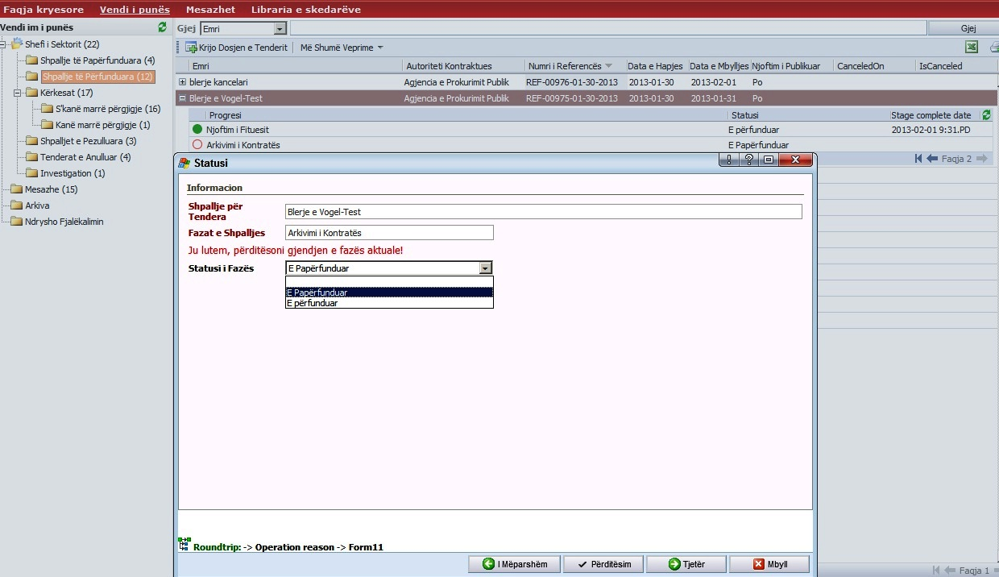 Faqja kryesore Vendi i punës Mesazhet Libraria e skedarëve
Vendi im i punës
Shefi i Sektorit (22)
Shpallje të Papërfunduara (4)
Shpallje të Përfunduara (12)
Kërkesat (17)
S'kanë marrë përgjigje (16)
Kanë marrë përgjigje (1)
Shpalljet e Pezulluara (3)
Tenderat e Anulluar (4)
Investigation (1)
Mesazhe (15)
Arkiva
Ndrysho Fjalëkalimin
Gjej Emri Gjej
Krijo Dosjen e Tenderit Më Shumë Veprime
Emri Autoriteti Kontraktues Numri i Referencës Data e Hapjes Data e Mbylljes Njoftim i Publikuar CanceledOn IsCanceled
blerje kancelari Agjencia e Prokurimit Publik REF-00976-01-30-2013 2013-01-30 2013-02-01 Po
Blerje e Vogel-Test Agjencia e Prokurimit Publik REF-00975-01-30-2013 2013-01-30 2013-01-31 Po
Progresi Statusi Stage complete date
Njoftim i Fituesit E përfunduar 2013-02-01 9:31.PD
Arkivimi i Kontratës E Papërfunduar
Faqja 2
Statusi
Informacion
Shpallje për
Tendera
Blerje e Vogel-Test
Fazat e Shpalljes Arkivimi i Kontratës
Ju lutem, përditësoni gjendjen e fazës aktuale!
Statusi i Fazës E Papërfunduar
E Papërfunduar
E përfunduar
Roundtrip: -> Operation reason -> Form11
I Mëparshëm Përditësim Tjetër Mbyll
Faqja 1